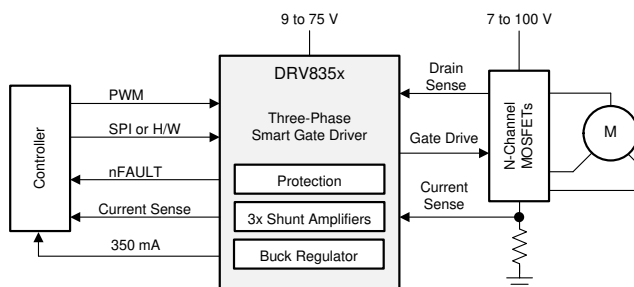 9 to 75 V
7 to 100 V
DRV835x
Three-Phase
Smart Gate Driver
Protection
3x Shunt Amplifiers
Buck Regulator
Controller
PWM
SPI or H/W
nFAULT
Current Sense
350 mA
Drain
Sense
Gate Drive
Current
Sense
N-Channel
MOSFETs
M